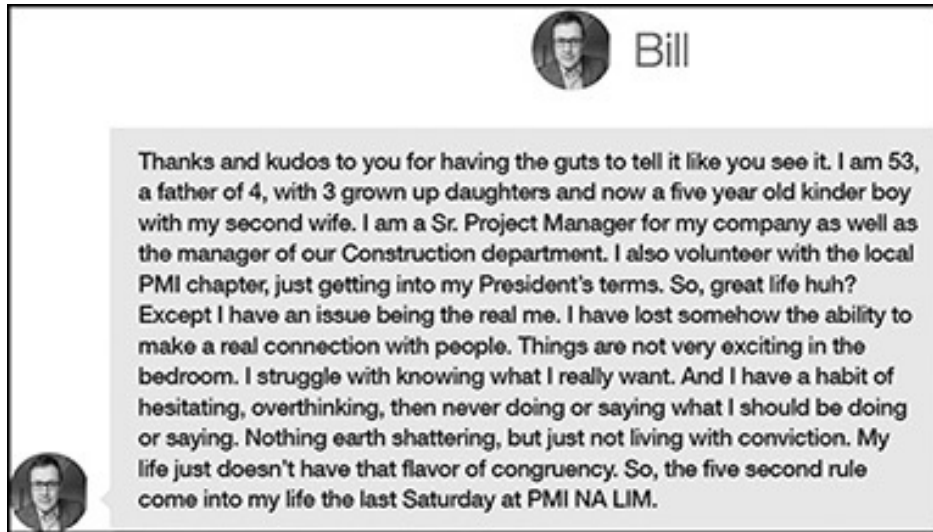 Bill
Thanks and kudos to you for having the guts to tell it like you see it. I am 53,
a father of 4, with 3 grown up daughters and now a five year old kinder boy
with my second wife. I am a Sr. Project Manager for my company as well as
the manager of our Construction department. I also volunteer with the local
PMI chapter, just getting into my President's terms. So, great life huh?
Except I have an issue being the real me. I have lost somehow the ability to
make a real connection with people. Things are not very exciting in the
bedroom. I struggle with knowing what I really want. And I have a habit of
hesitating, overthinking, then never doing or saying what I should be doing
or saying. Nothing earth shattering, but just not living with conviction. My
life just doesn't have that flavor of congruency. So, the five second rule
come into my life the last Saturday at PMI NA LIM.